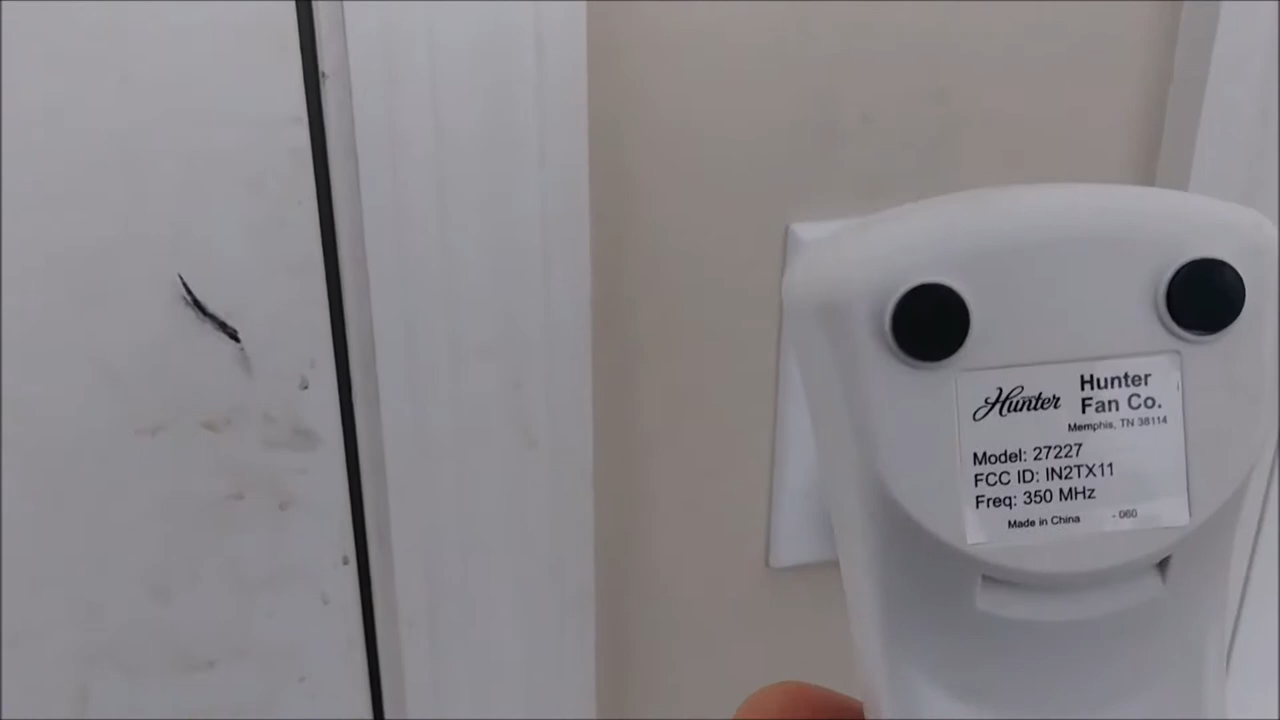 Hunter
Hunter
Fan Co.
Memphis, TN 38114
Model: 27227
FCC ID: IN2TX11
Freq: 350 MHz
Made in China - 060